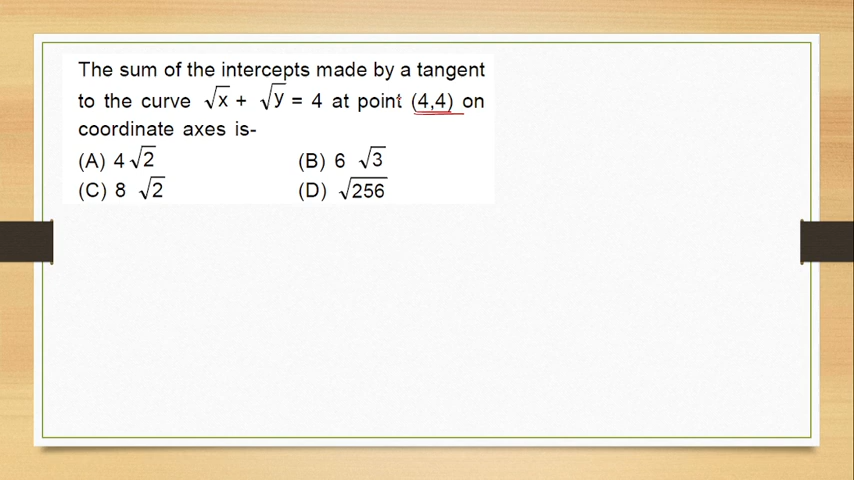 The sum of the intercepts made by a tangent
to the curve √x + √y = 4 at point (4,4) on
coordinate axes is-
(A) 4√2 (B) 6 √3
(C) 8 √2 (D) √256